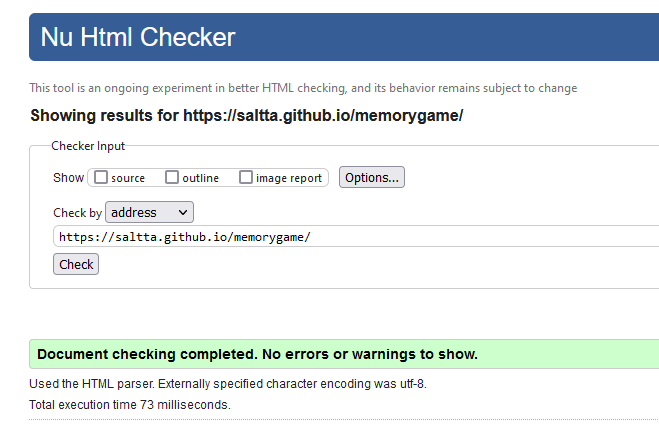 Nu Html Checker
This tool is an ongoing experiment in better HTML checking, and its behavior remains subject to change
Showing results for https://saltta.github.io/memorygame/
Checker Input
Show source outline image report Options...
Check by address
https://saltta.github.io/memorygame/
Check
Document checking completed. No errors or warnings to show.
Used the HTML parser. Externally specified character encoding was utf-8.
Total execution time 73 milliseconds.